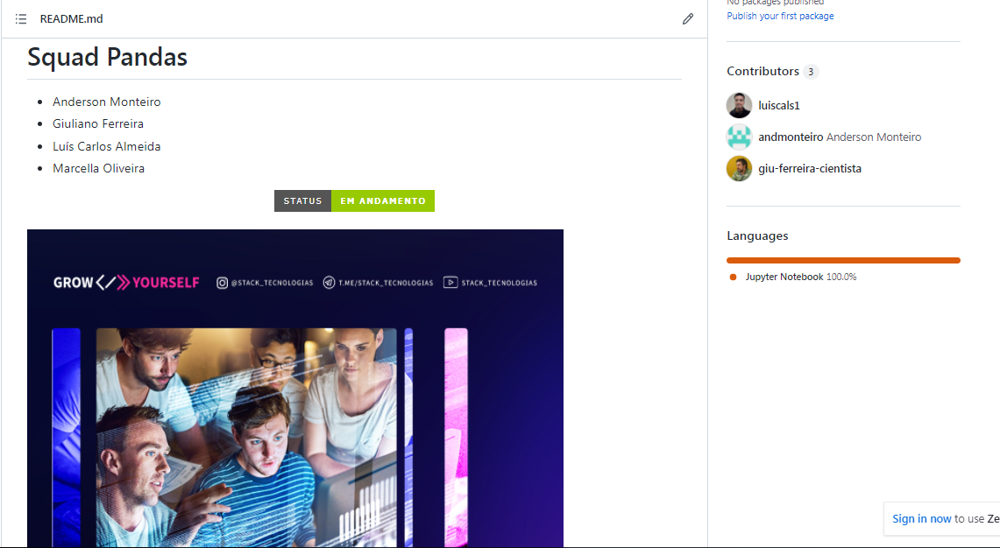 README.md
Squad Pandas
Anderson Monteiro
Giuliano Ferreira
Luís Carlos Almeida
Marcella Oliveira
STATUS EM ANDAMENTO
GROW </>> YOURSELF @STACK_TECNOLOGIAS T.ME/STACK_TECNOLOGIAS STACK_TECNOLOGIAS
No packages published
Publish your first package
Contributors 3
luiscals1
andmonteiro Anderson Monteiro
giu-ferreira-cientista
Languages
Jupyter Notebook 100.0%
Sign in now to use Ze